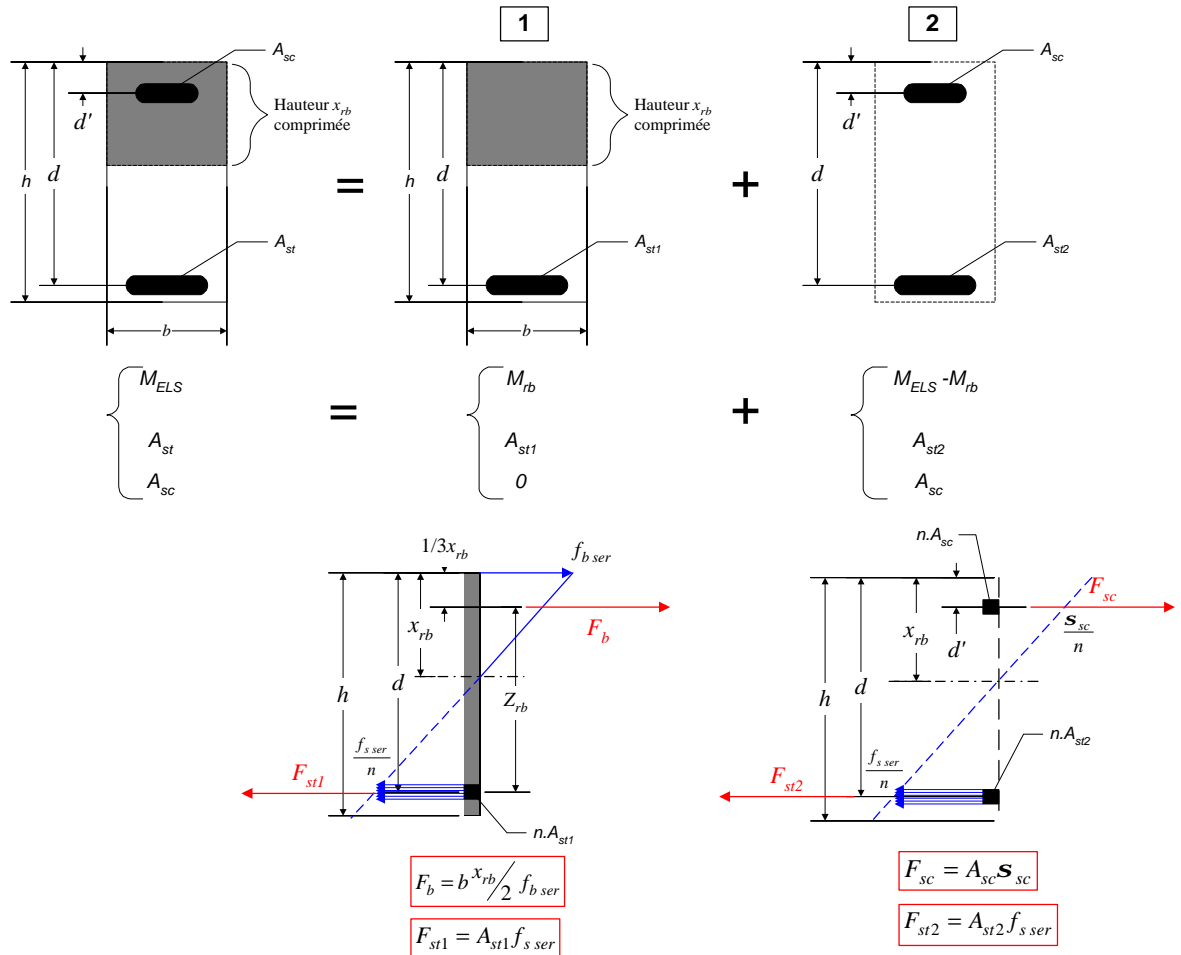 1
2
A_sc
A_sc
d'
Hauteur x_rb
comprimée
Hauteur x_rb
comprimée
d'
h
d
h
d
d
=
=
+
A_st
A_st1
A_st2
b
b
M_ELS
A_st
A_sc
=
M_rb
A_st1
0
+
M_ELS -M_rb
A_st2
A_sc
1/3x_rb
f_b ser
F_b
x_rb
h
d
Z_rb
f_s ser
n
F_st1
n.A_st1
n.A_sc
F_sc
s_sc
n
x_rb
d'
h
d
n.A_st2
f_s ser
n
F_st2
F_b = b x_rb/2 f_b ser
F_st1 = A_st1 f_s ser
F_sc = A_sc s_sc
F_st2 = A_st2 f_s ser